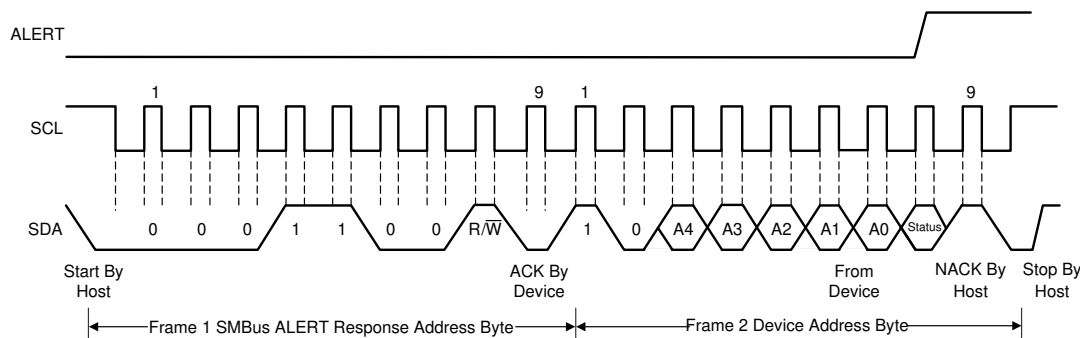 ALERT
1 9 1 9
SCL
SDA
0 0 0 1 1 0 0 R/W 1 0 A4 A3 A2 A1 A0 Status
Start By
Host
ACK By
Device
From
Device
NACK By
Host
Stop By
Host
Frame 1 SMBus ALERT Response Address Byte
Frame 2 Device Address Byte